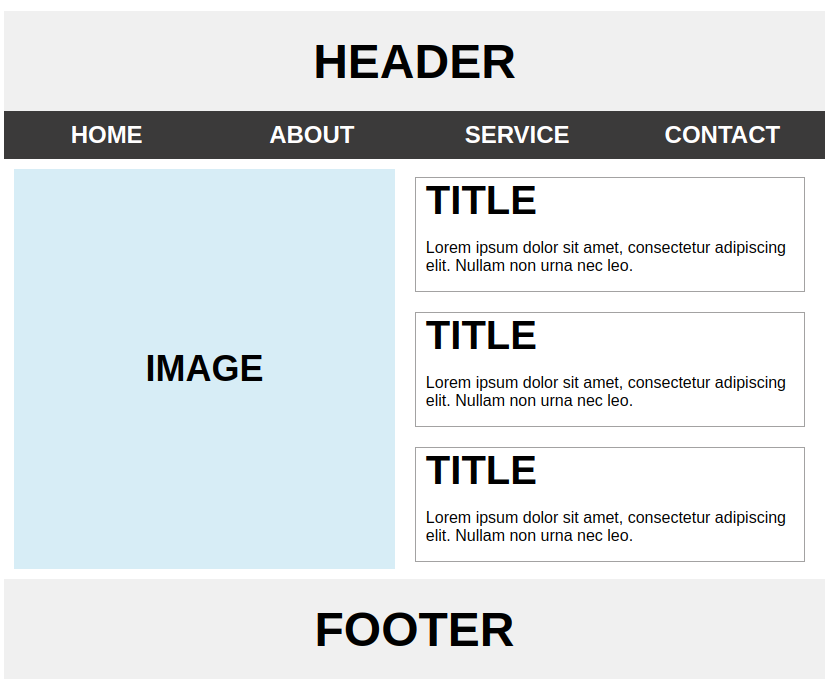 HEADER
HOME ABOUT SERVICE CONTACT
IMAGE
TITLE
Lorem ipsum dolor sit amet, consectetur adipiscing
elit. Nullam non urna nec leo.
TITLE
Lorem ipsum dolor sit amet, consectetur adipiscing
elit. Nullam non urna nec leo.
TITLE
Lorem ipsum dolor sit amet, consectetur adipiscing
elit. Nullam non urna nec leo.
FOOTER